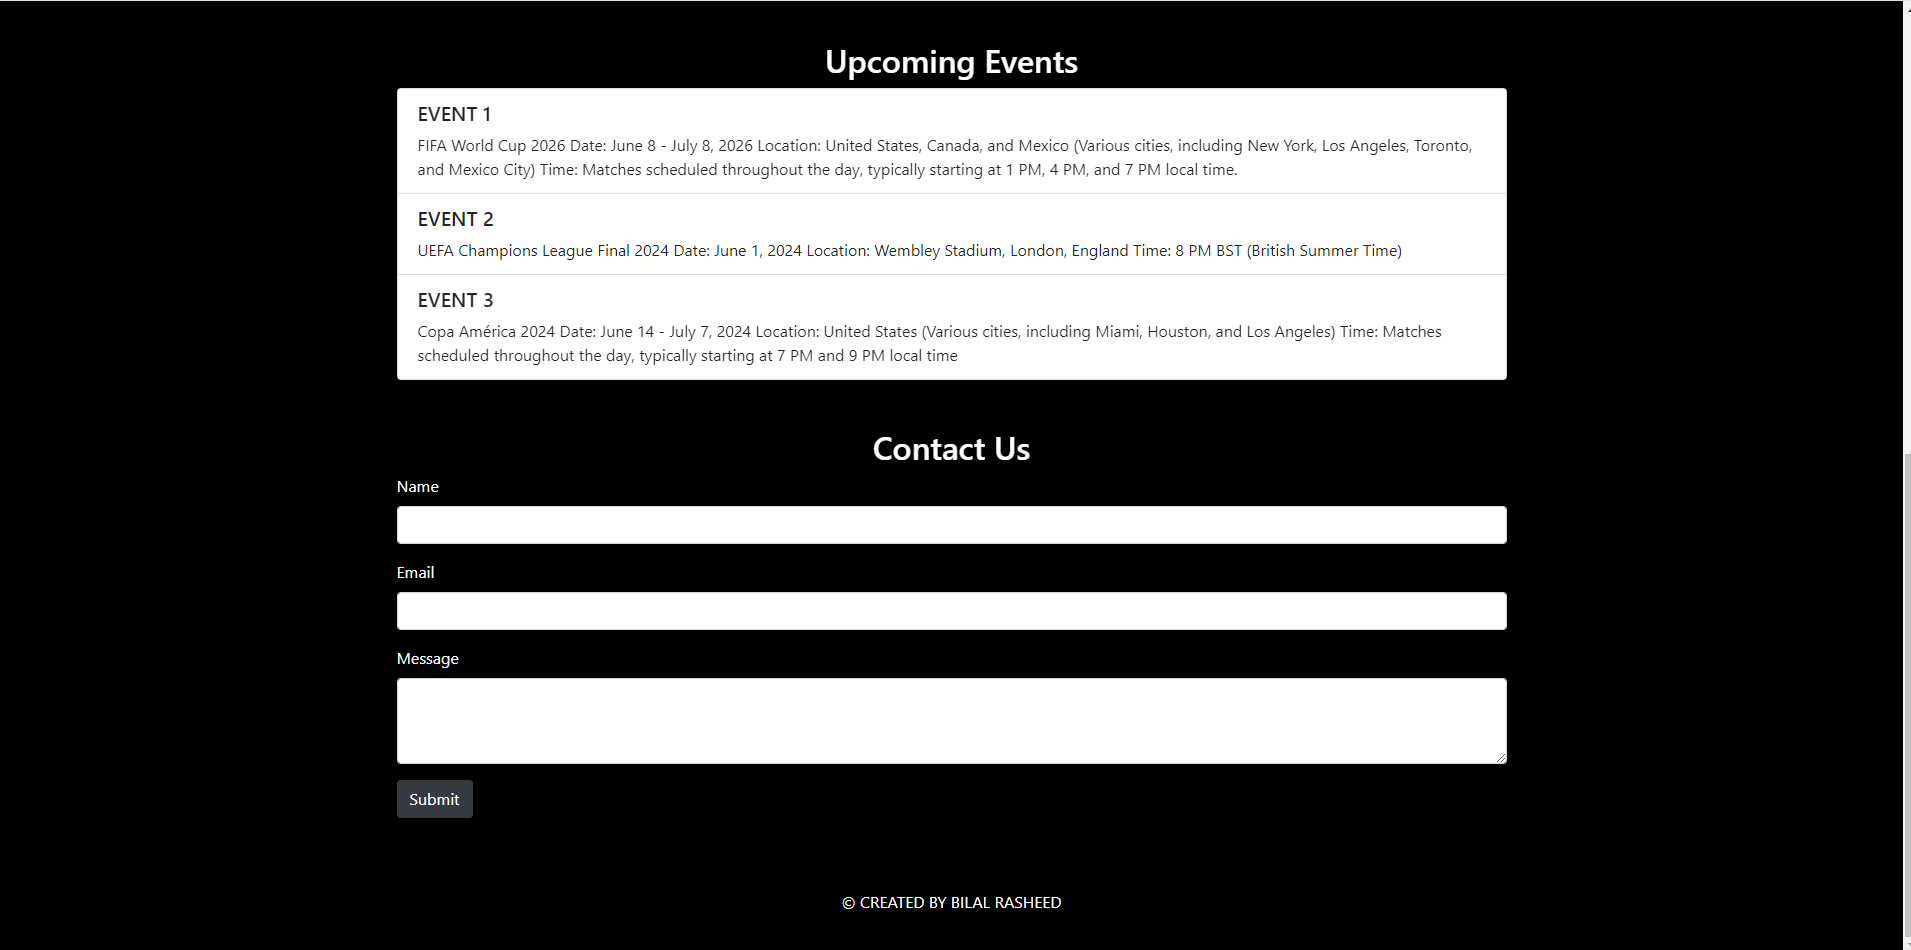 Upcoming Events
EVENT 1
FIFA World Cup 2026 Date: June 8 - July 8, 2026 Location: United States, Canada, and Mexico (Various cities, including New York, Los Angeles, Toronto,
and Mexico City) Time: Matches scheduled throughout the day, typically starting at 1 PM, 4 PM, and 7 PM local time.
EVENT 2
UEFA Champions League Final 2024 Date: June 1, 2024 Location: Wembley Stadium, London, England Time: 8 PM BST (British Summer Time)
EVENT 3
Copa América 2024 Date: June 14 - July 7, 2024 Location: United States (Various cities, including Miami, Houston, and Los Angeles) Time: Matches
scheduled throughout the day, typically starting at 7 PM and 9 PM local time
Contact Us
Name
Email
Message
Submit
© CREATED BY BILAL RASHEED